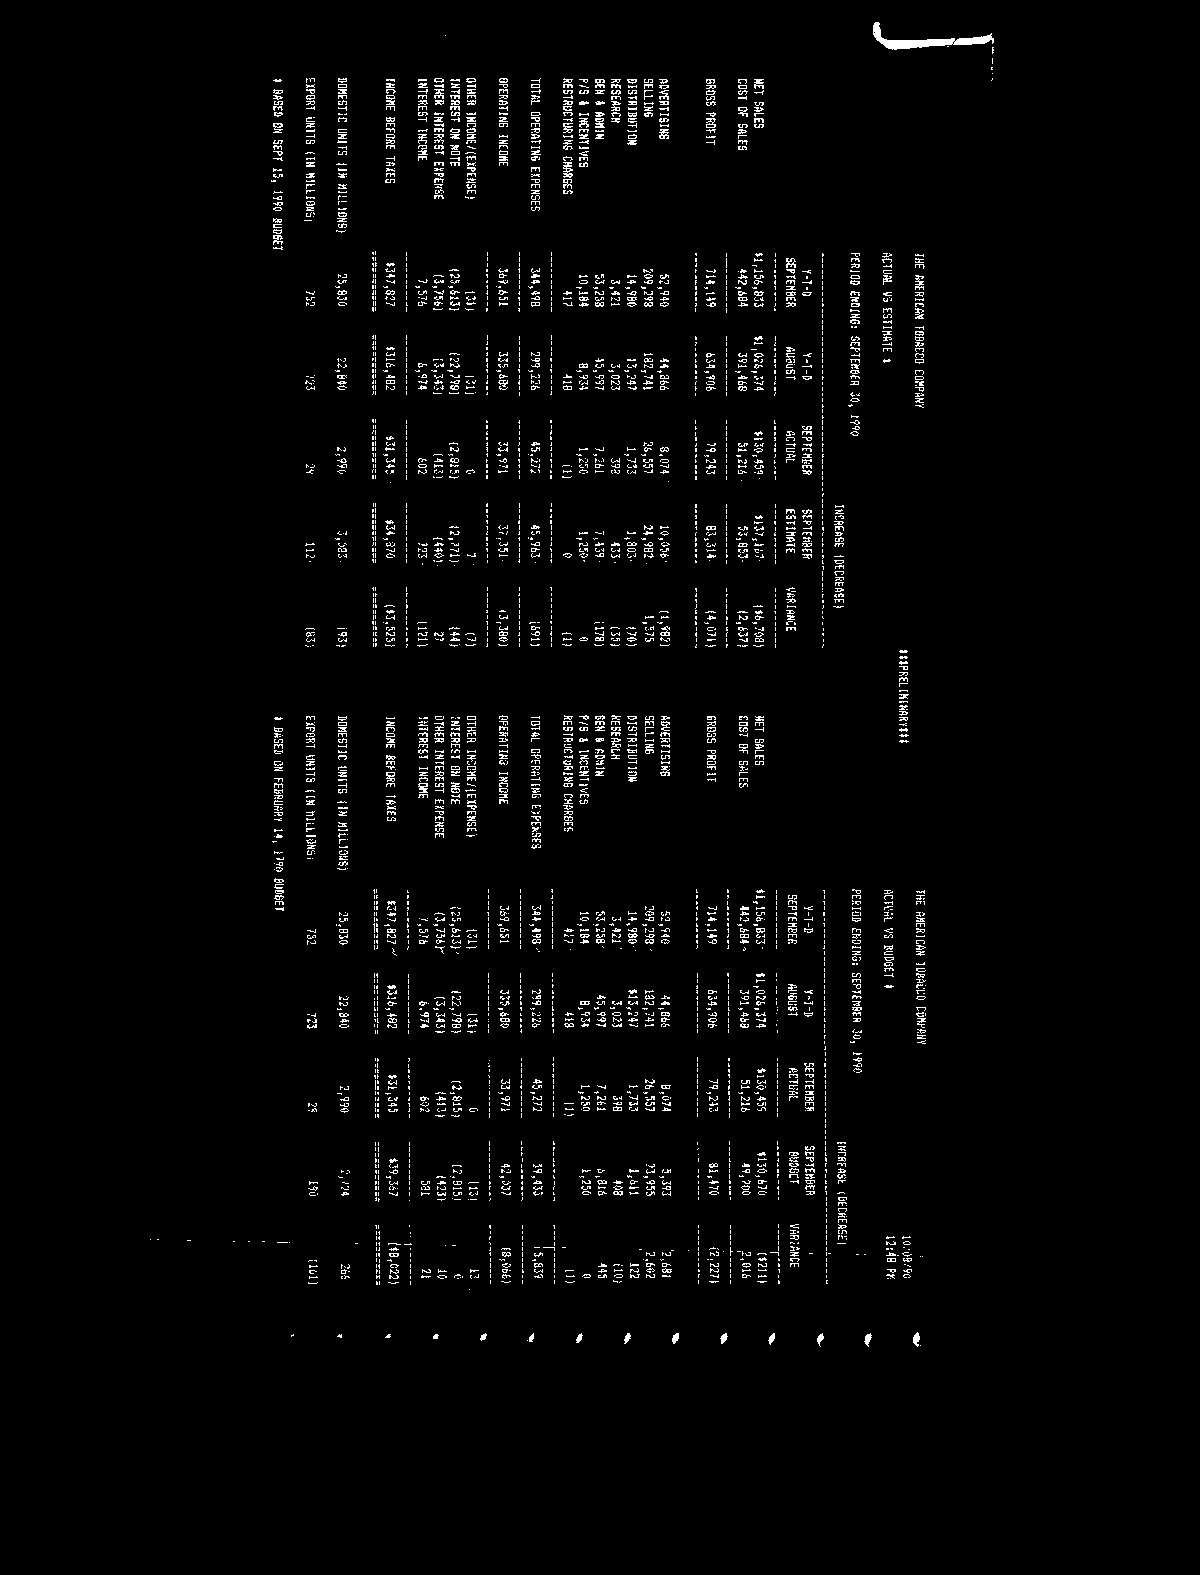 10/08/90
THE AMERICAN TOBACCO COMPANY THE AMERICAN TOBACCO COMPANY
***PRELIMINARY*** 12:48 PM
ACTUAL VS ESTIMATE * ACTUAL VS BUDGET *
PERIOD ENDING: SEPTEMBER 30, 1990 PERIOD ENDING: SEPTEMBER 30, 1990
INCREASE (DECREASE) INCREASE (DECREASE)
Y-T-D Y-T-D SEPTEMBER SEPTEMBER Y-T-D Y-T-D SEPTEMBER SEPTEMBER
SEPTEMBER AUGUST ACTUAL ESTIMATE VARIANCE SEPTEMBER AUGUST ACTUAL BUDGET VARIANCE
NET SALES $1,156,833 $1,026,374 $130,459 $137,167 ($6,708) NET SALES $1,156,833 $1,026,374 $130,459 $130,670 ($211)
COST OF SALES 442,684 391,468 51,216 53,853 (2,637) COST OF SALES 442,684 391,468 51,216 49,200 2,016
GROSS PROFIT 714,149 634,906 79,243 83,314 (4,071) GROSS PROFIT 714,149 634,906 79,243 81,470 (2,227)
ADVERTISING 52,940 44,866 8,074 10,056 (1,982) ADVERTISING 52,940 44,866 8,074 5,393 2,681
SELLING 209,298 182,741 26,557 24,982 1,575 SELLING 209,298 182,741 26,557 23,955 2,602
DISTRIBUTION 14,980 13,247 1,733 1,803 (70) DISTRIBUTION 14,980 $13,247 1,733 1,611 122
RESEARCH 3,421 3,023 398 433 (35) RESEARCH 3,421 3,023 398 408 (10)
GEN & ADMIN 53,258 45,997 7,261 7,439 (178) GEN & ADMIN 53,258 45,997 7,261 6,816 445
P/S & INCENTIVES 10,184 8,934 1,250 1,250 0 P/S & INCENTIVES 10,184 8,934 1,250 1,250 0
RESTRUCTURING CHARGES 417 418 (1) 0 (1) RESTRUCTURING CHARGES 417 418 (1) (1)
TOTAL OPERATING EXPENSES 344,498 299,226 45,272 45,963 (691) TOTAL OPERATING EXPENSES 344,498 299,226 45,272 39,433 5,839
OPERATING INCOME 369,651 335,680 33,971 37,351 (3,380) OPERATING INCOME 369,651 335,680 33,971 42,037 (8,066)
OTHER INCOME/(EXPENSE) (31) (31) 0 7 (7) OTHER INCOME/(EXPENSE) (31) (31) 0 (13) 13
INTEREST ON NOTE (25,613) (22,798) (2,815) (2,771) (44) INTEREST ON NOTE (25,613) (22,798) (2,815) (2,815) 0
OTHER INTEREST EXPENSE (3,756) (3,343) (413) (440) 27 OTHER INTEREST EXPENSE (3,756) (3,343) (413) (423) 10
INTEREST INCOME 7,576 6,974 602 723 (121) INTEREST INCOME 7,576 6,974 602 581 21
INCOME BEFORE TAXES $347,827 $316,482 $31,345 $34,870 ($3,525) INCOME BEFORE TAXES $347,827 $316,482 $31,345 $39,367 ($8,022)
DOMESTIC UNITS (IN MILLIONS) 25,830 22,840 2,990 DOMESTIC UNITS (IN MILLIONS) 25,830 22,840 2,990 2,724 266
EXPORT UNITS (IN MILLIONS) 752 723 29 112 (83) EXPORT UNITS (IN MILLIONS) 752 723 29 190 (161)
* BASED ON SEPT 15, 1990 BUDGET * BASED ON FEBRUARY 14, 1990 BUDGET